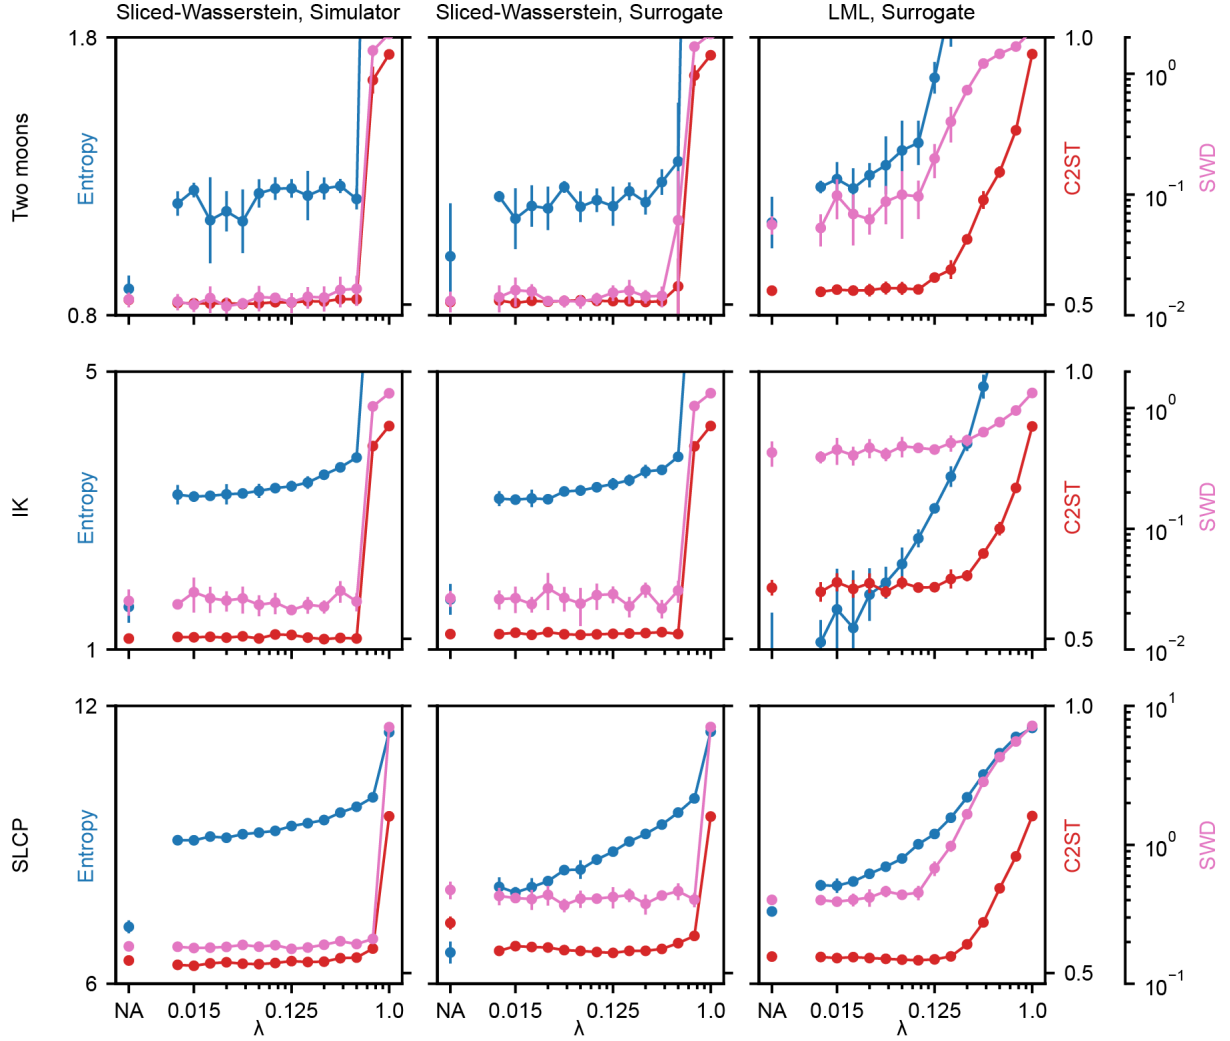 Sliced-Wasserstein, Simulator
Sliced-Wasserstein, Surrogate
LML, Surrogate
Two moons
Entropy
1.8
0.8
1.0
0.5
C2ST
10^0
10^−1
10^−2
SWD
IK
Entropy
5
1
1.0
0.5
C2ST
10^0
10^−1
10^−2
SWD
SLCP
Entropy
12
6
1.0
0.5
C2ST
10^1
10^0
10^−1
SWD
NA 0.015 0.125 1.0
λ
NA 0.015 0.125 1.0
λ
NA 0.015 0.125 1.0
λ